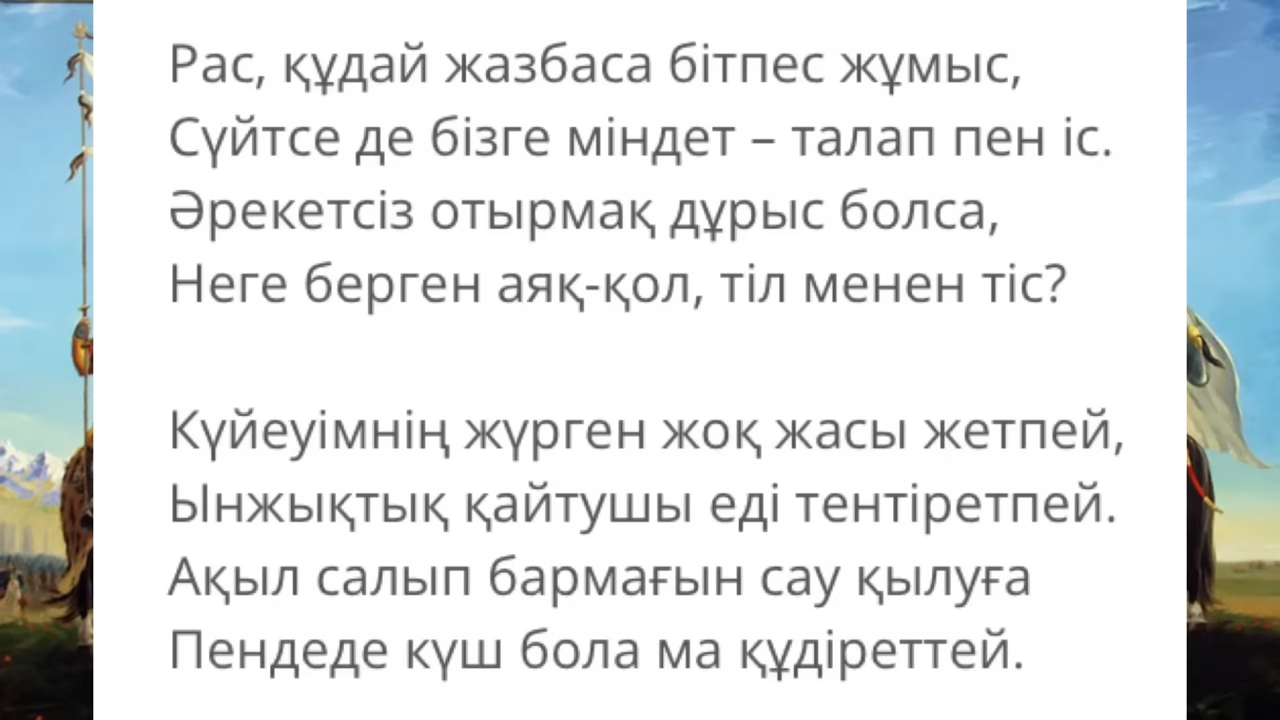 Рас, құдай жазбаса бітпес жұмыс,
Сүйтсе де бізге міндет – талап пен іс.
Әрекетсіз отырмақ дұрыс болса,
Неге берген аяқ-қол, тіл менен тіс?
Күйеуімнің жүрген жоқ жасы жетпей,
Ынжықтық қайтушы еді тентіретпей.
Ақыл салып бармағын сау қылуға
Пендеде күш бола ма құдіреттей.